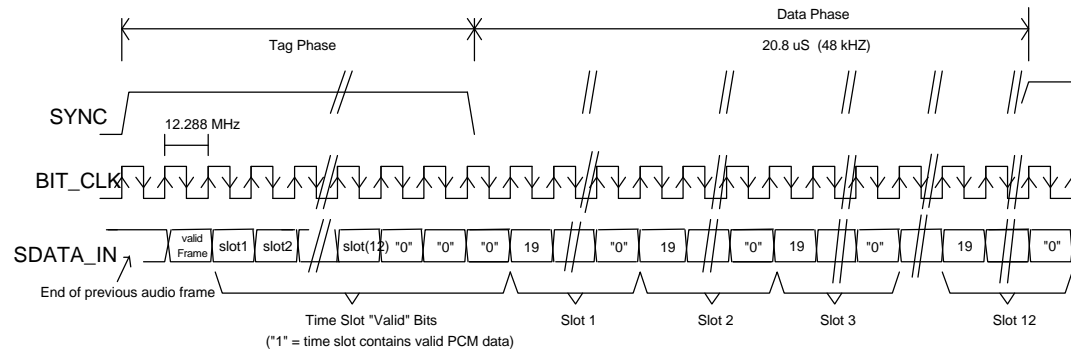 Data Phase
Tag Phase
20.8 uS (48 kHZ)
SYNC
12.288 MHz
BIT_CLK
SDATA_IN
valid
Frame
slot1 slot2 slot(12) "0" "0" "0" 19 "0" 19 "0" 19 "0" 19 "0"
End of previous audio frame
Time Slot "Valid" Bits
("1" = time slot contains valid PCM data)
Slot 1
Slot 2
Slot 3
Slot 12